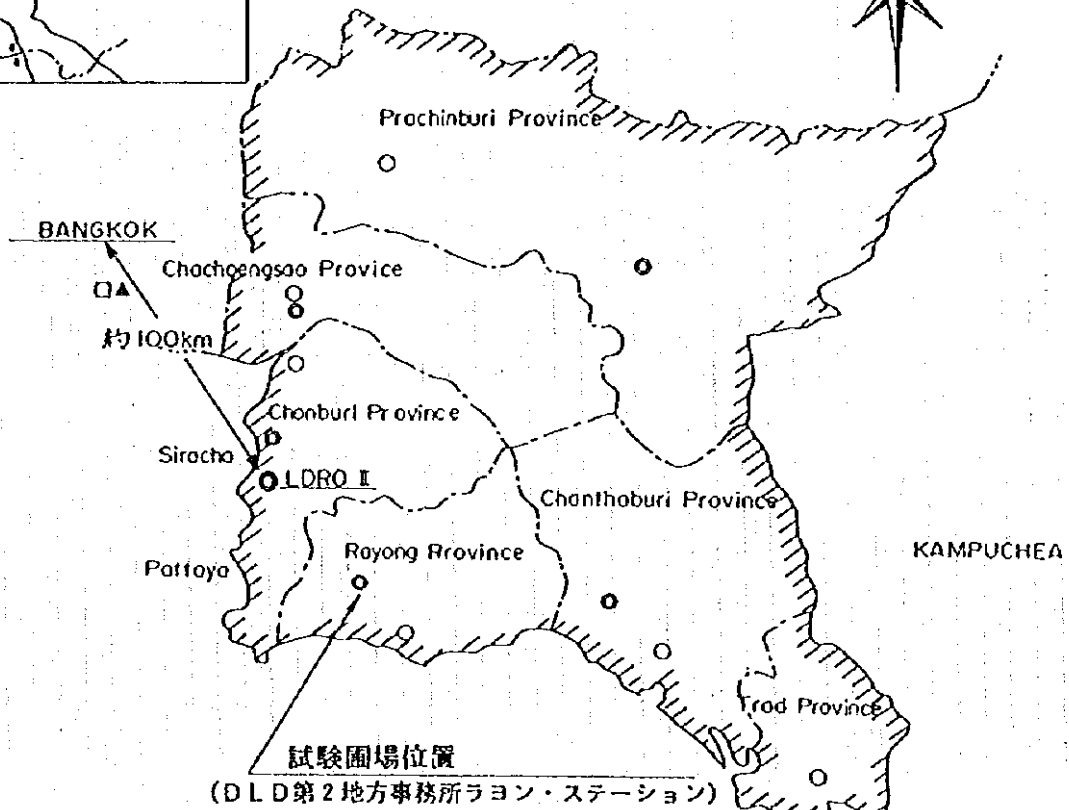 Prachinburi Province
BANGKOK
Chachoengsao Provice
約100km
Chonburi Province
Siracha
LDRO II
Chanthaburi Province
Rayong Rrovince
KAMPUCHEA
Pattaya
Trad Province
試験圃場位置
(DLD第2地方事務所ラヨン・ステーション)